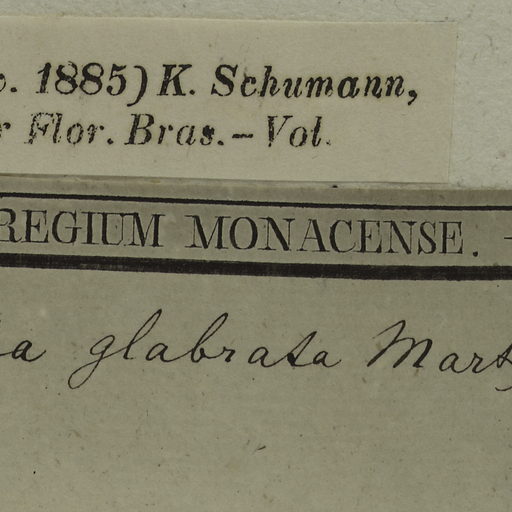 . 1885) K. Schumann,
r Flor. Bras. – Vol.
REGIUM MONACENSE. -
a glabrata Mart